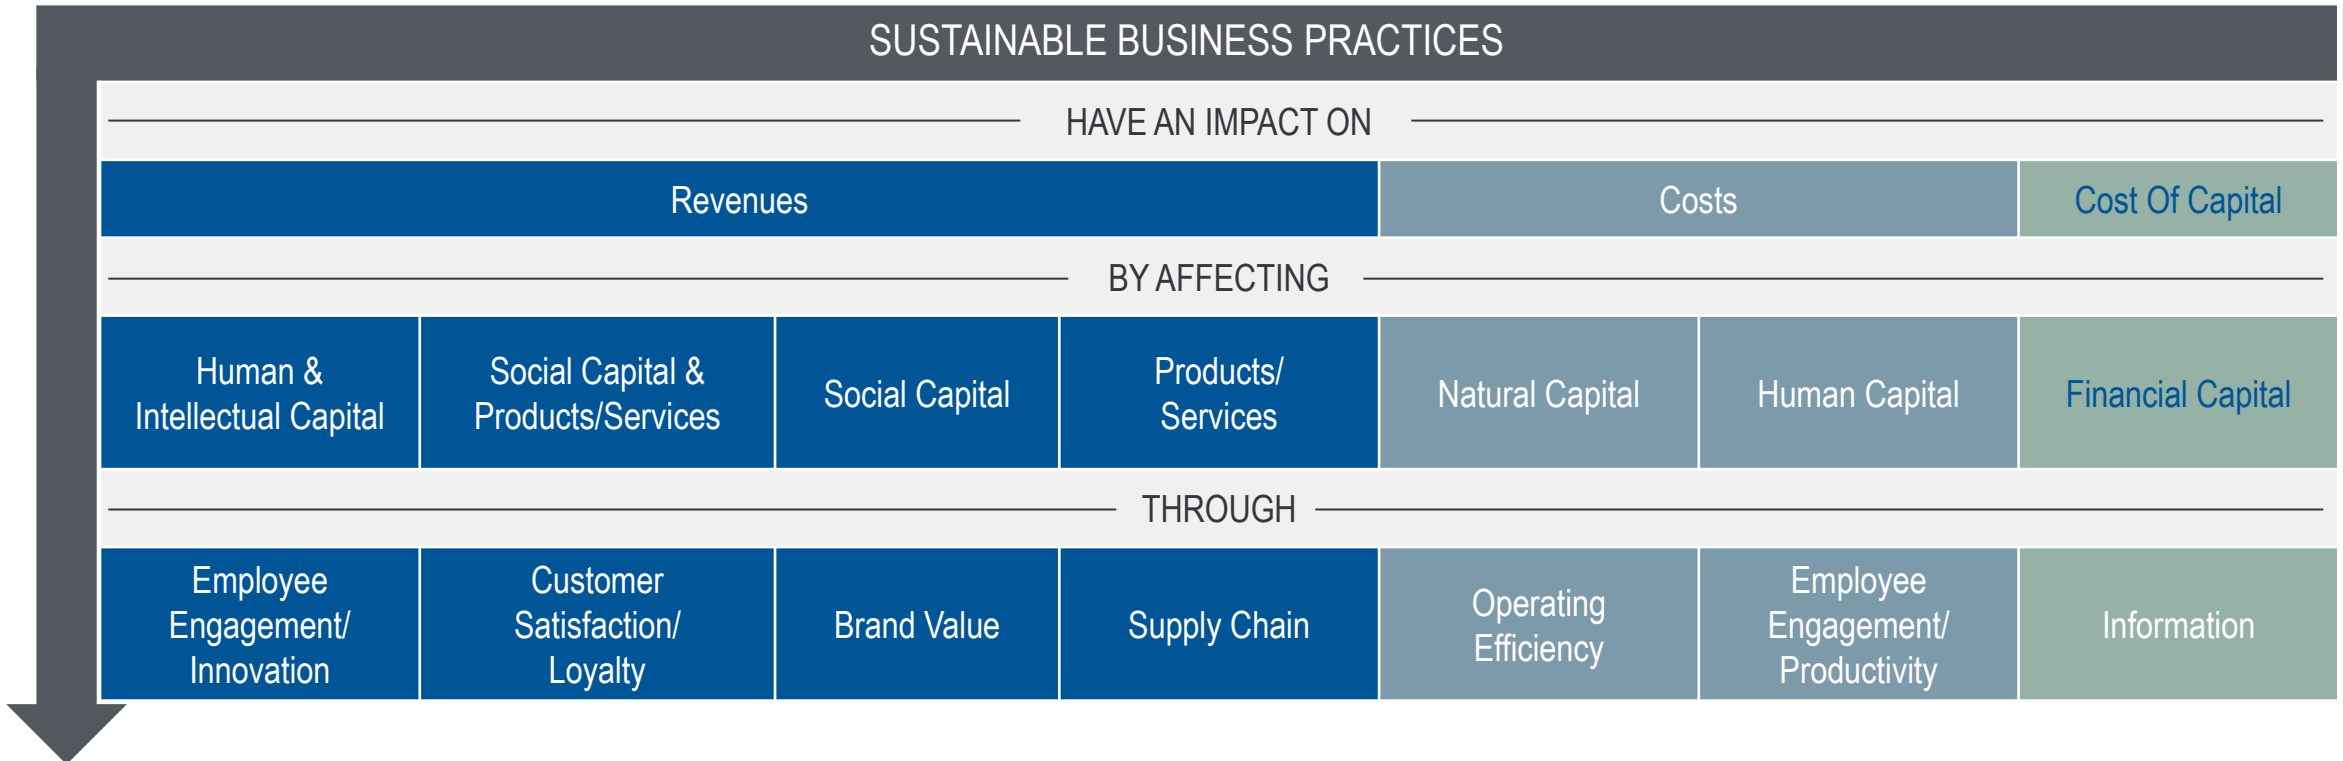 SUSTAINABLE BUSINESS PRACTICES
HAVE AN IMPACT ON
Revenues
Costs
Cost Of Capital
BY AFFECTING
Human &
Intellectual Capital
Social Capital &
Products/Services
Social Capital
Products/
Services
Natural Capital
Human Capital
Financial Capital
THROUGH
Employee
Engagement/
Innovation
Customer
Satisfaction/
Loyalty
Brand Value
Supply Chain
Operating
Efficiency
Employee
Engagement/
Productivity
Information